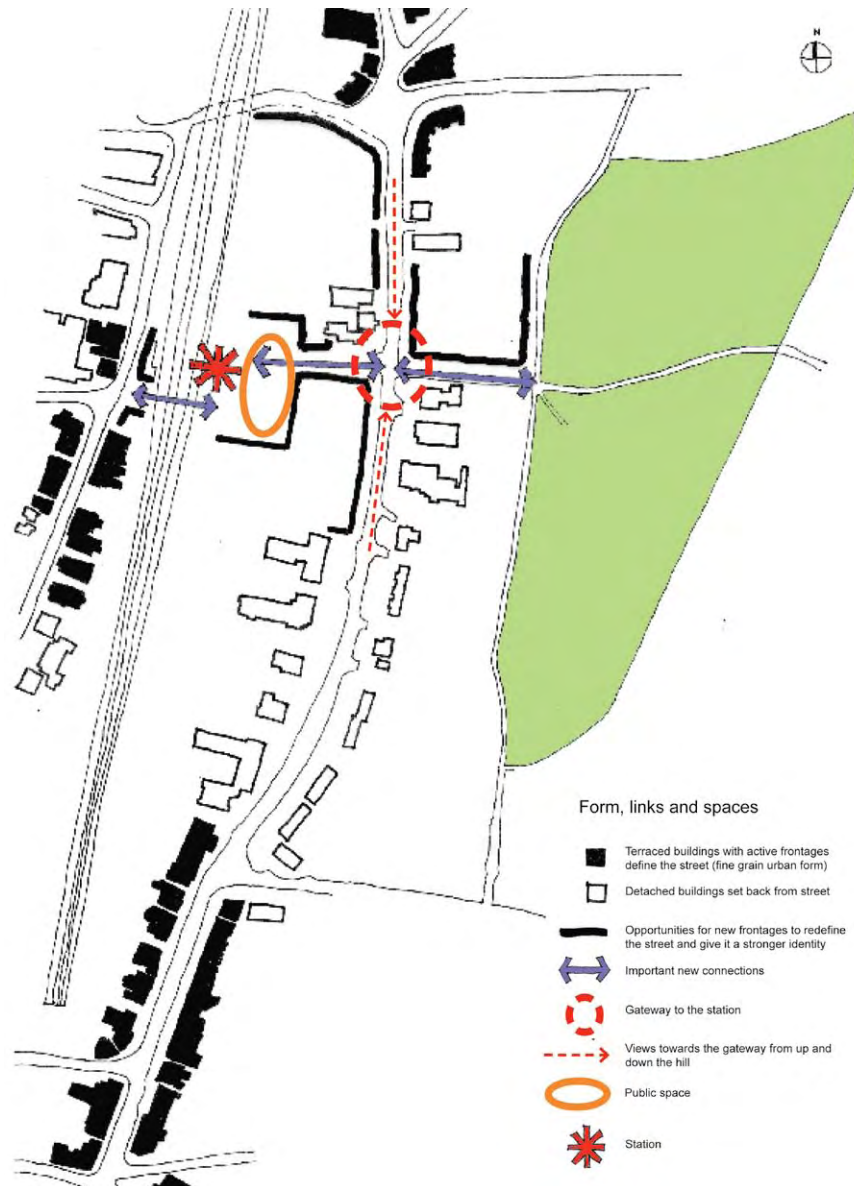 N
Form, links and spaces
Terraced buildings with active frontages
define the street (fine grain urban form)
Detached buildings set back from street
Opportunities for new frontages to redefine
the street and give it a stronger identity
Important new connections
Gateway to the station
Views towards the gateway from up and
down the hill
Public space
Station